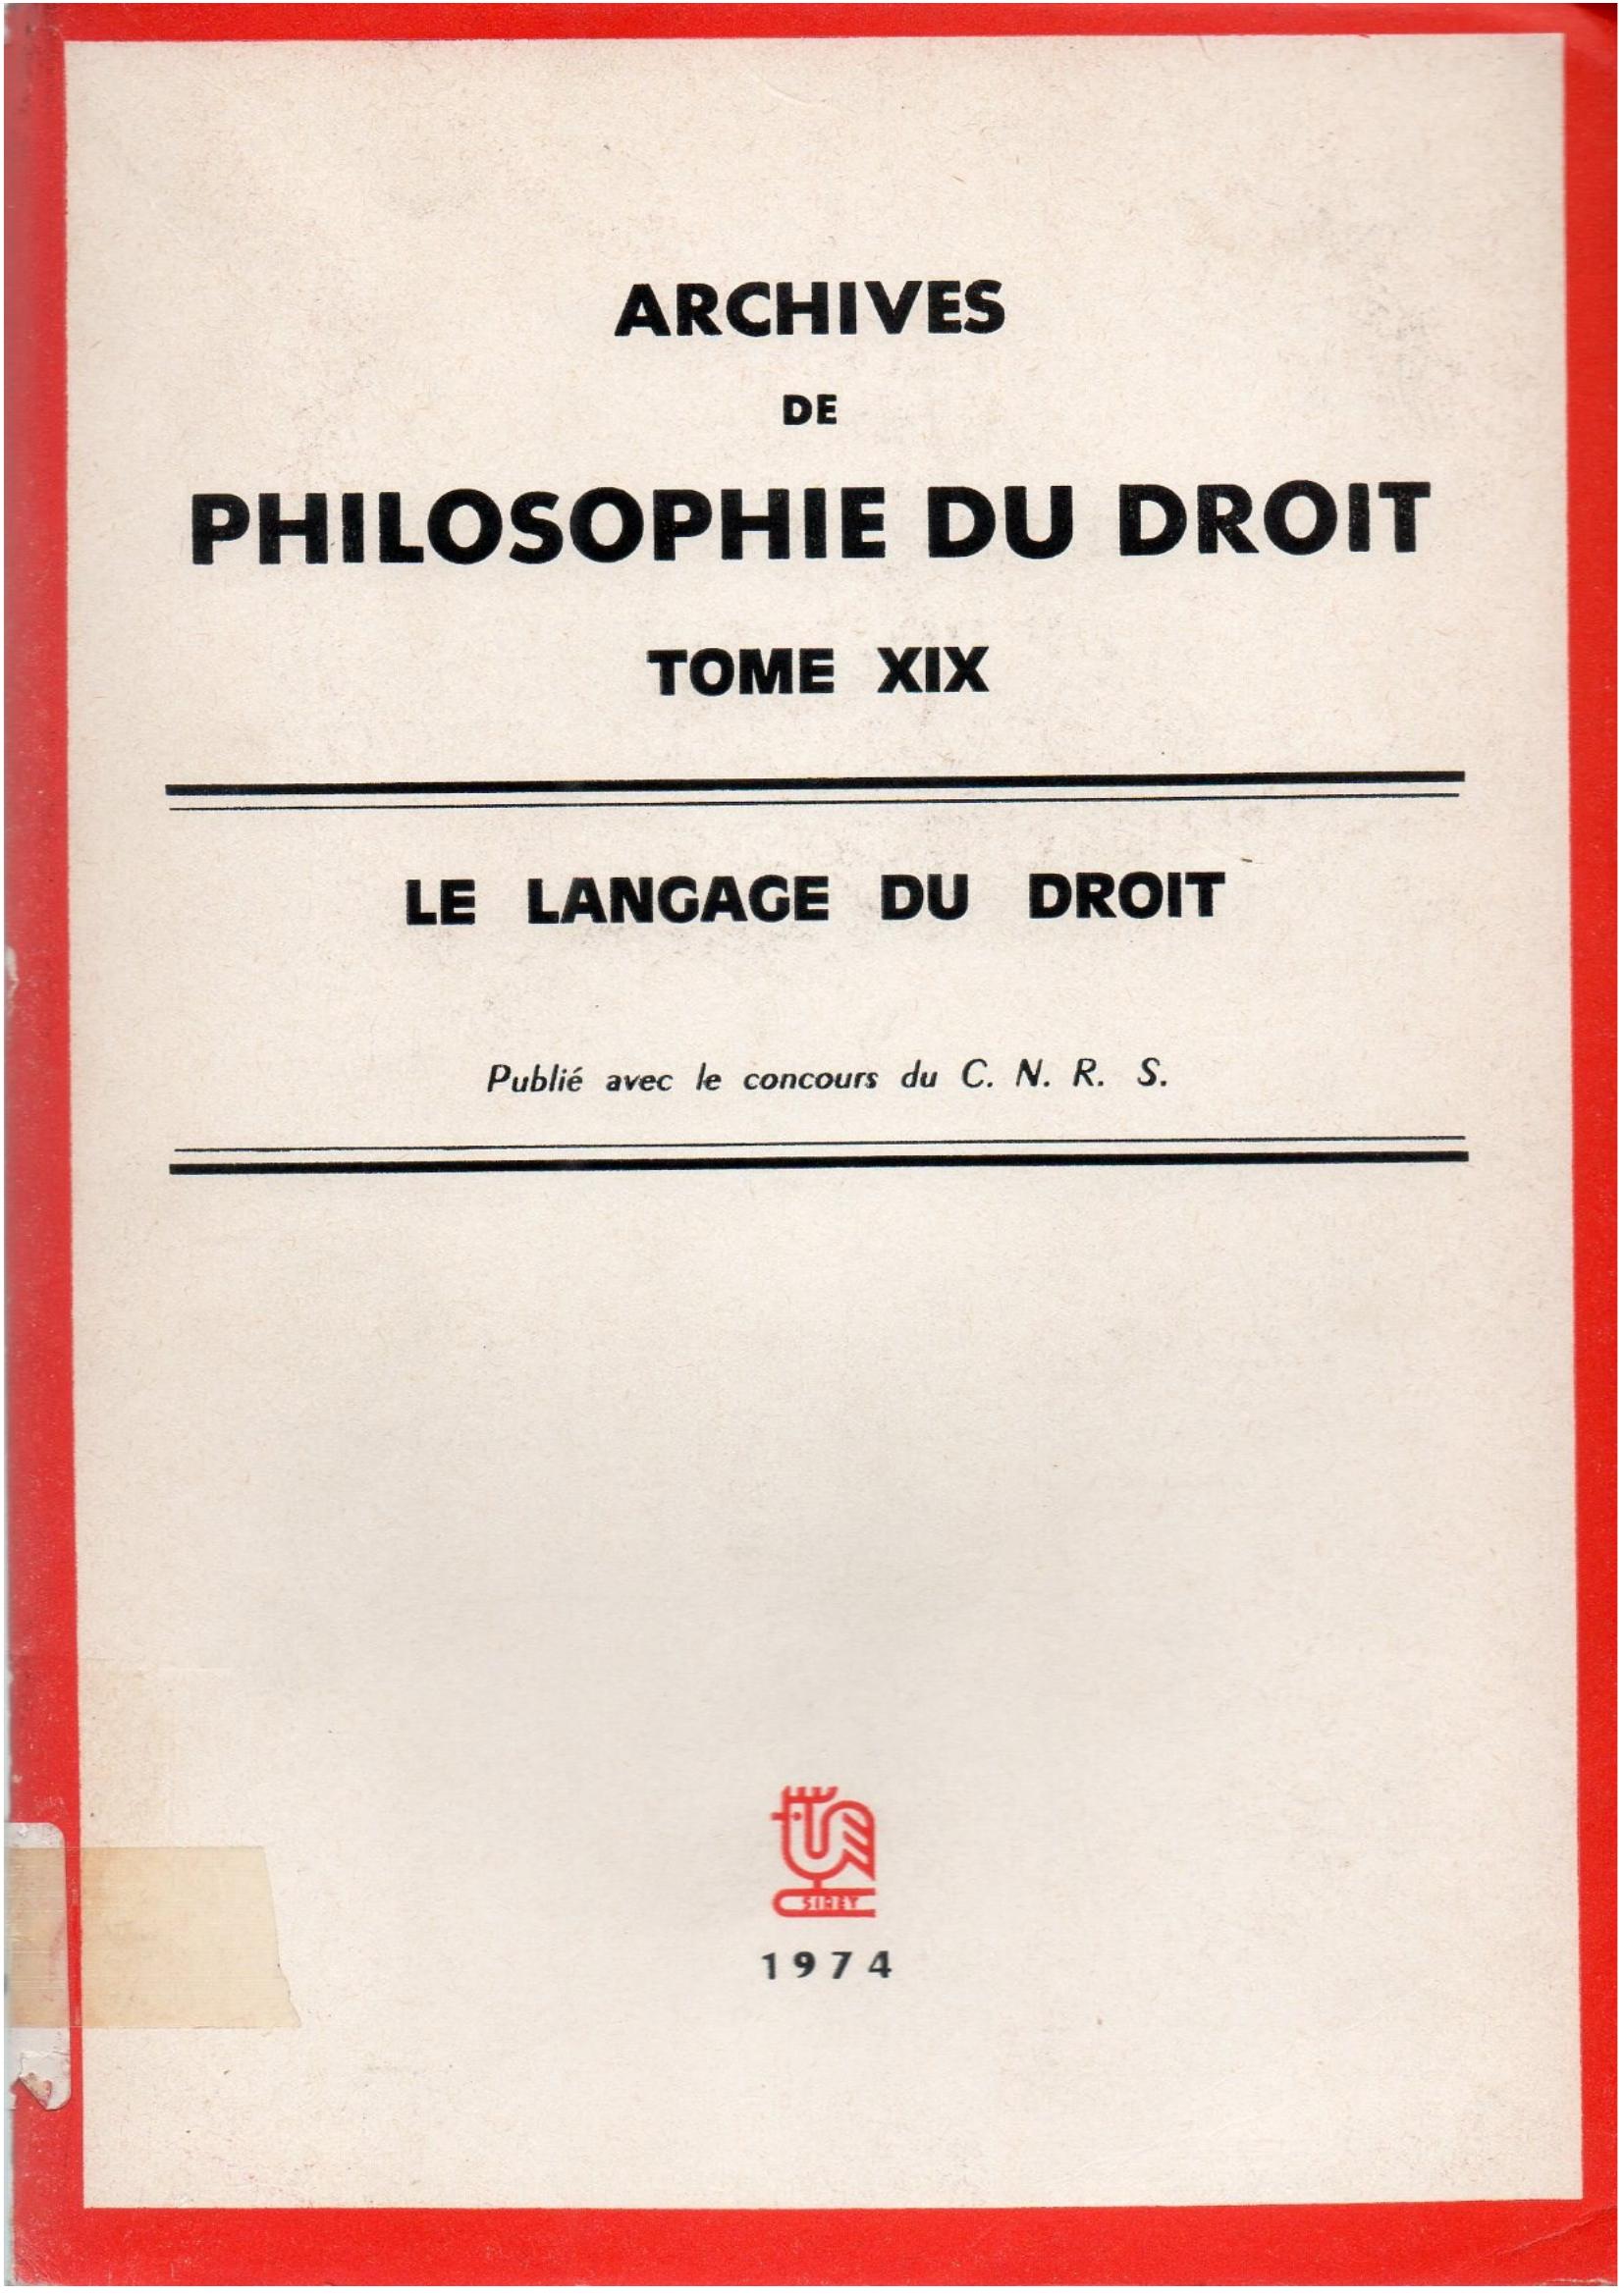 ARCHIVES
DE
PHILOSOPHIE DU DROIT
TOME XIX
LE LANGAGE DU DROIT
Publié avec le concours du C. N. R. S.
SIREY
1974